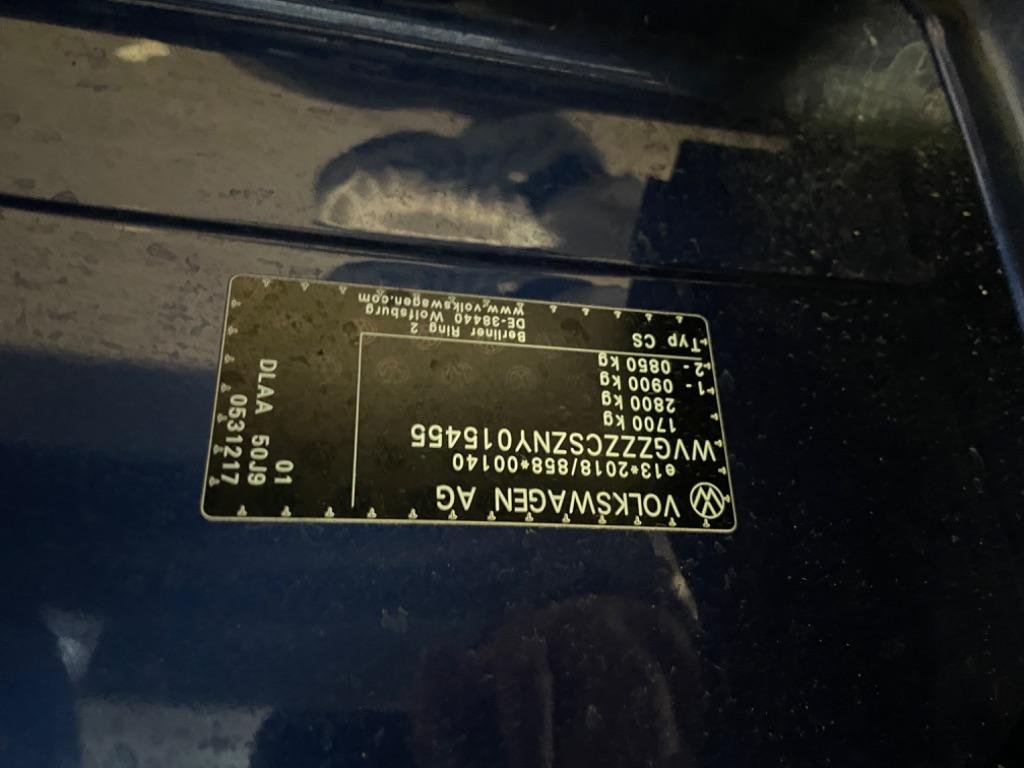 VOLKSWAGEN AG
e13*2018/858*00140
WVGZZZCSZNY015455
1700 kg
2800 kg
1- 0900 kg
2- 0850 kg
Typ CS
Berliner Ring 2
DE-38440 Wolfsburg
www.volkswagen.com
01
DLAA 50J9
0531217